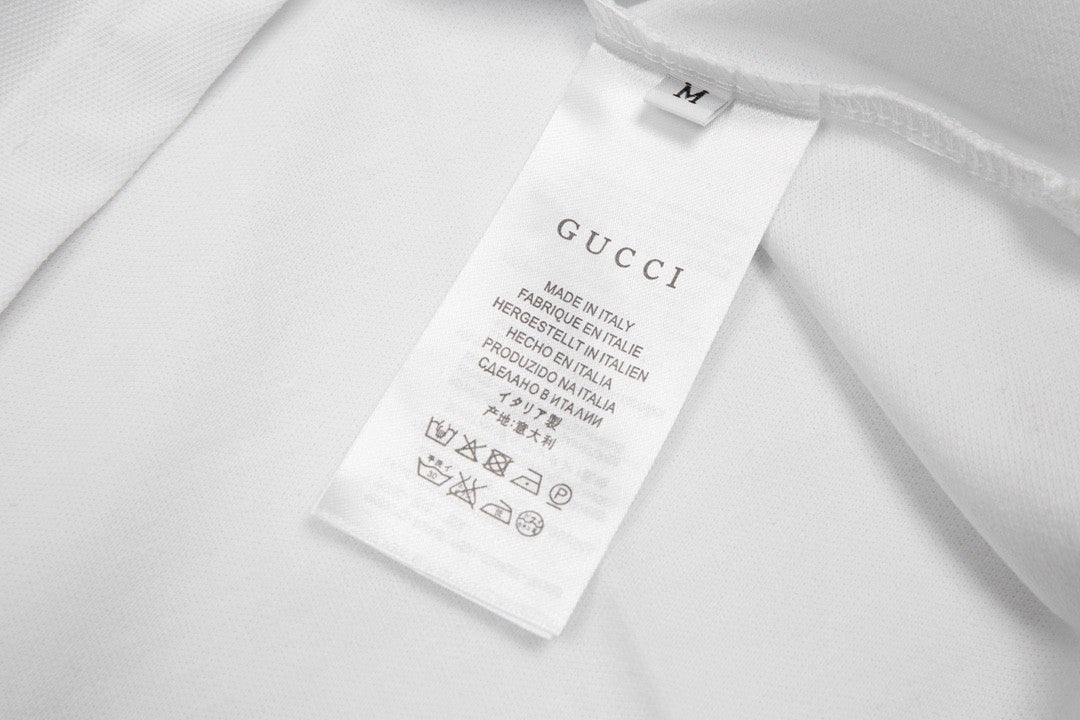 M
GUCCI
MADE IN ITALY
FABRIQUE EN ITALIE
HERGESTELLT IN ITALIEN
HECHO EN ITALIA
PRODUZIDO NA ITALIA
СДЕЛАНО В ИТАЛИИ
イタリア製
产地:意大利
P
30